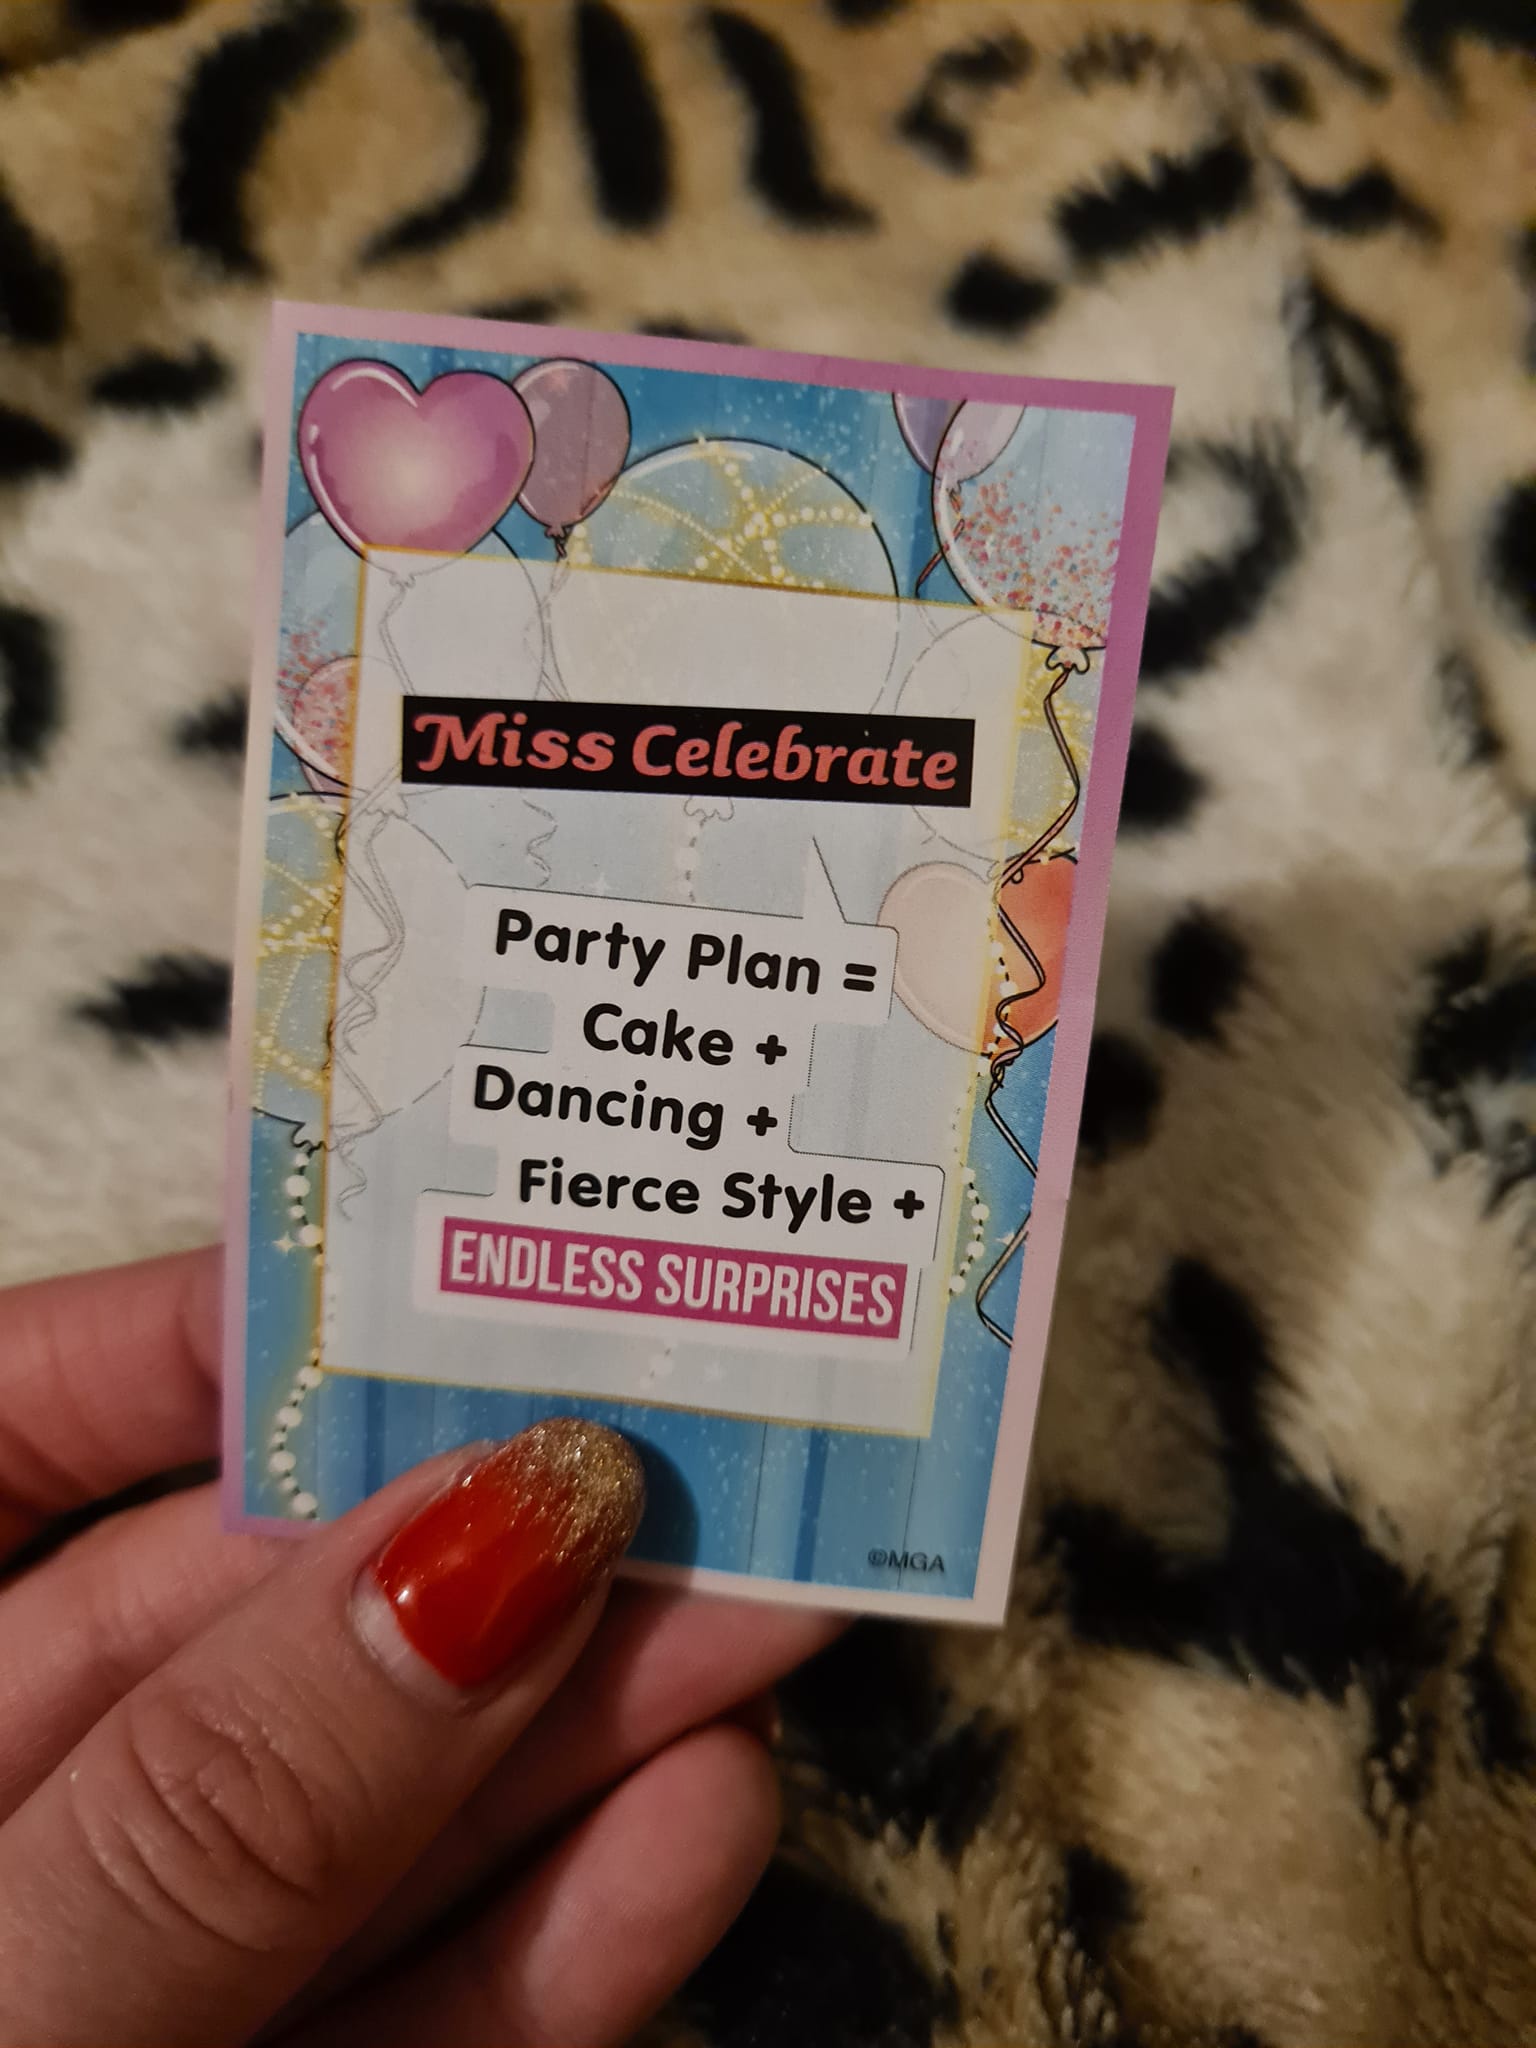 Miss Celebrate
Party Plan =
Cake +
Dancing +
Fierce Style +
ENDLESS SURPRISES
©MGA